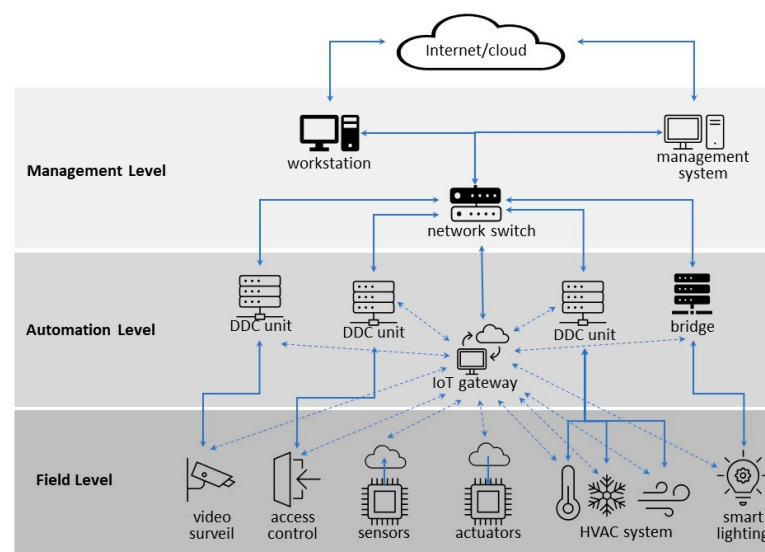 Internet/cloud
Management Level
workstation
management
system
network switch
Automation Level
DDC unit
DDC unit
DDC unit
bridge
IoT gateway
Field Level
video
surveil
access
control
sensors
actuators
HVAC system
smart
lighting